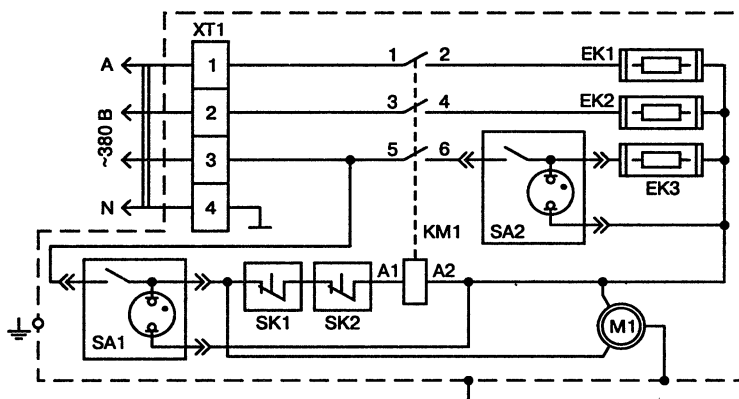 XT1
A 1 1 2 EK1
~380 В
В 2 3 4 EK2
3 5 6 EK3
N 4
KM1 SA2
A1 A2
SA1 SK1 SK2 M1